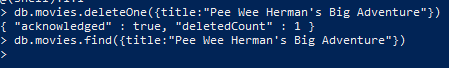 > db.movies.deleteOne({title:"Pee Wee Herman's Big Adventure"})
{ "acknowledged" : true, "deletedCount" : 1 }
> db.movies.find({title:"Pee Wee Herman's Big Adventure"})
>